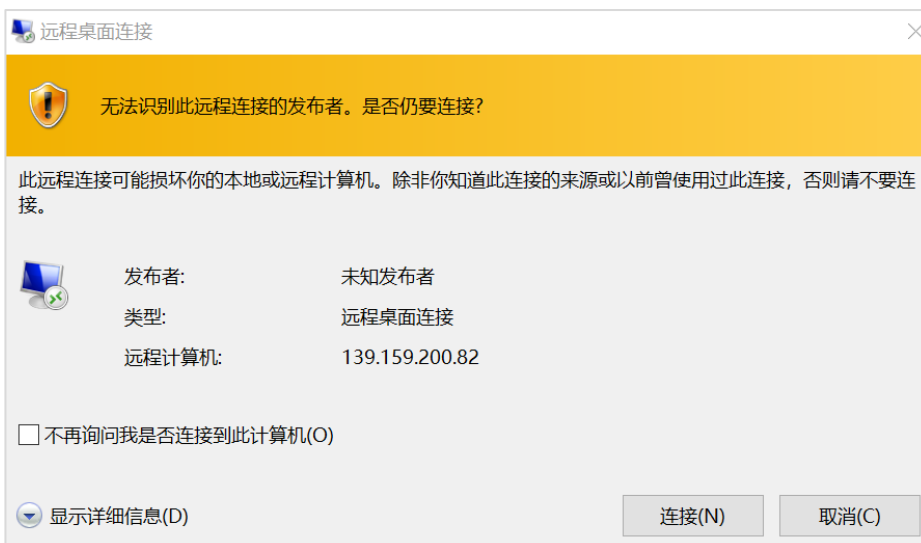 远程桌面连接
无法识别此远程连接的发布者。是否仍要连接?
此远程连接可能损坏你的本地或远程计算机。除非你知道此连接的来源或以前曾使用过此连接，否则请不要连
接。
发布者: 未知发布者
类型: 远程桌面连接
远程计算机: 139.159.200.82
不再询问我是否连接到此计算机(O)
显示详细信息(D) 连接(N) 取消(C)